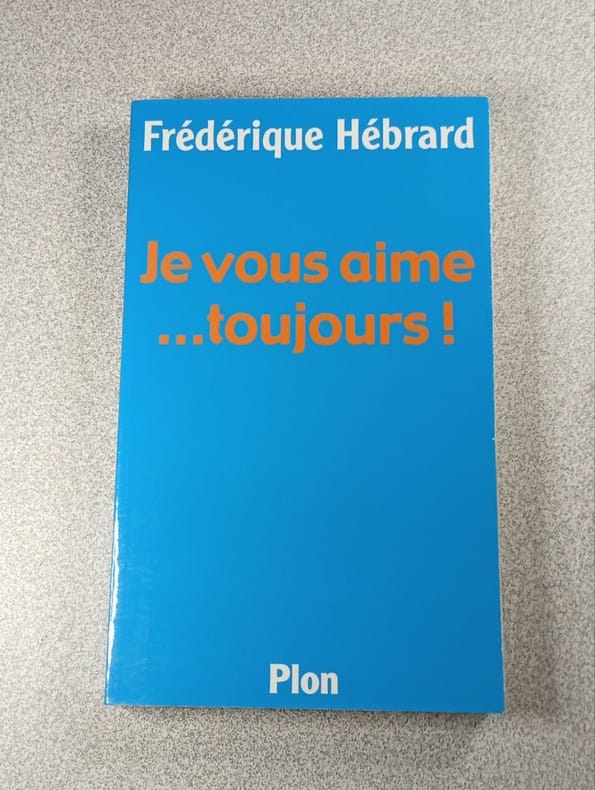 Frédérique Hébrard
Je vous aime
...toujours !
Plon